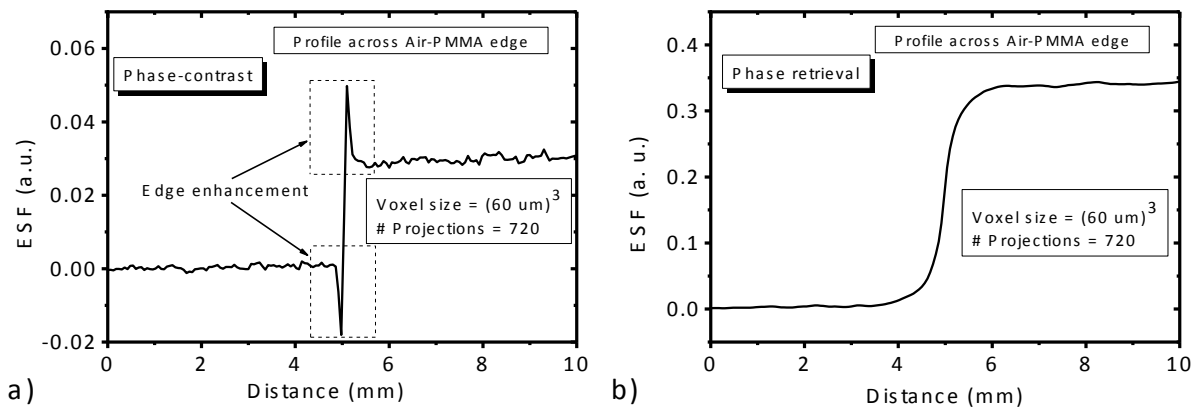 Profile across Air-PMMA edge
Phase-contrast
Edge enhancement
Voxel size = (60 um)3
# Projections = 720
ESF (a.u.)
0.06
0.04
0.02
0.00
-0.02
0 2 4 6 8 10
Distance (mm)
a)
Profile across Air-PMMA edge
Phase retrieval
Voxel size = (60 um)3
# Projections = 720
ESF (a. u.)
0.4
0.3
0.2
0.1
0.0
0 2 4 6 8 10
Distance (mm)
b)